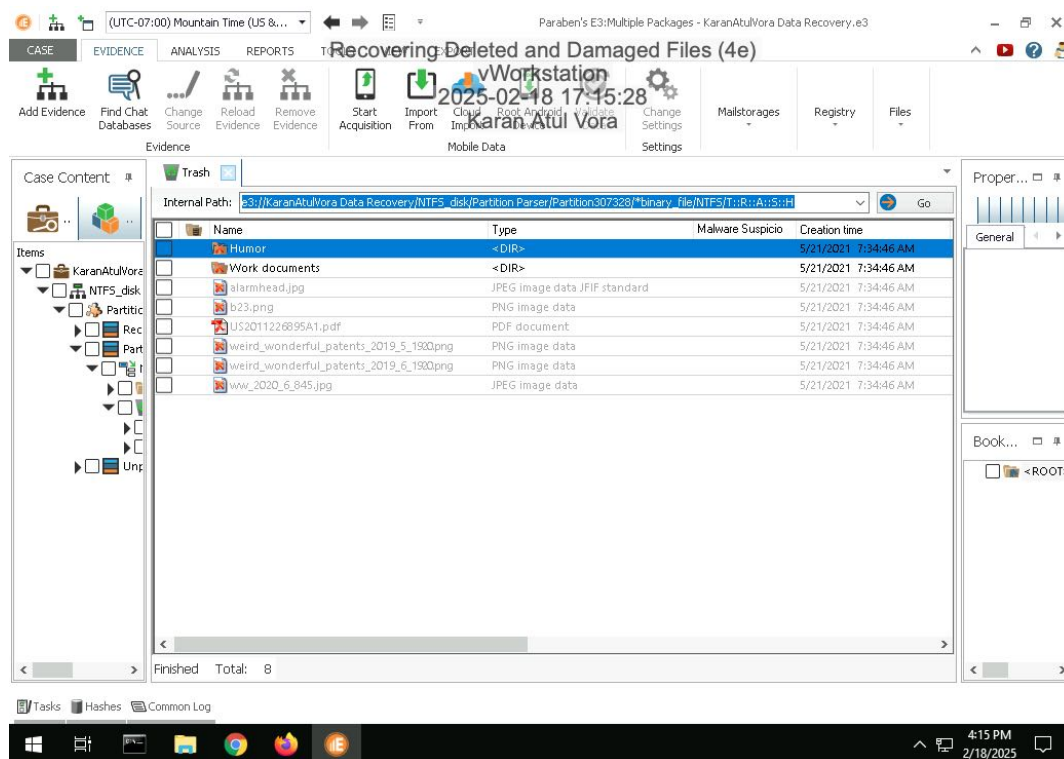 (UTC-07:00) Mountain Time (US &...
Paraben's E3:Multiple Packages - KaranAtulVora Data Recovery.e3
CASE EVIDENCE ANALYSIS REPORTS
Recovering Deleted and Damaged Files (4e)
vWorkstation
2025-02-18 17:15:28
Karan Atul Vora
Add Evidence
Find Chat Databases
Change Source
Reload Evidence
Remove Evidence
Start Acquisition
Import From
Cloud Import
Root Android Device
Validate
Change Settings
Mailstorages
Registry
Files
Evidence
Mobile Data
Settings
Case Content
Trash
Proper...
Internal Path: e3://KaranAtulVora Data Recovery/NTFS_disk/Partition Parser/Partition307328/*binary_file/NTFS/T::R::A::S::H
Go
General
Items
KaranAtulVora
NTFS_disk
Partitic
Rec
Part
Unp
Name Type Malware Suspicio Creation time
Humor <DIR> 5/21/2021 7:34:46 AM
Work documents <DIR> 5/21/2021 7:34:46 AM
alarmhead.jpg JPEG image data JFIF standard 5/21/2021 7:34:46 AM
b23.png PNG image data 5/21/2021 7:34:46 AM
US2011226895A1.pdf PDF document 5/21/2021 7:34:46 AM
weird_wonderful_patents_2019_5_1920.png PNG image data 5/21/2021 7:34:46 AM
weird_wonderful_patents_2019_6_1920.png PNG image data 5/21/2021 7:34:46 AM
ww_2020_6_845.jpg JPEG image data 5/21/2021 7:34:46 AM
Book...
<ROOT
Finished Total: 8
Tasks Hashes Common Log
4:15 PM
2/18/2025